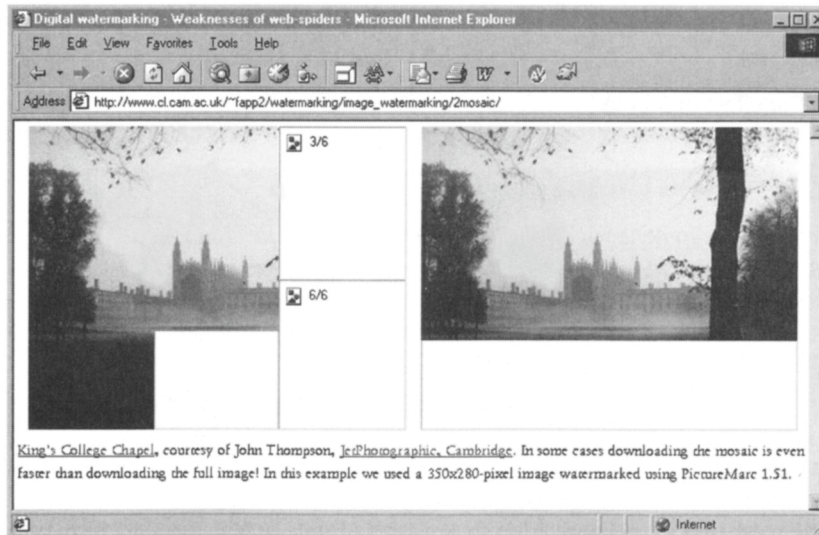 Digital watermarking - Weaknesses of web-spiders - Microsoft Internet Explorer
File Edit View Favorites Tools Help
Address http://www.cl.cam.ac.uk/~fapp2/watermarking/image_watermarking/2mosaic/
3/6
6/6
King's College Chapel, courtesy of John Thompson, JetPhotographic, Cambridge. In some cases downloading the mosaic is even
faster than downloading the full image! In this example we used a 350x280-pixel image watermarked using PictureMarc 1.51.
Internet